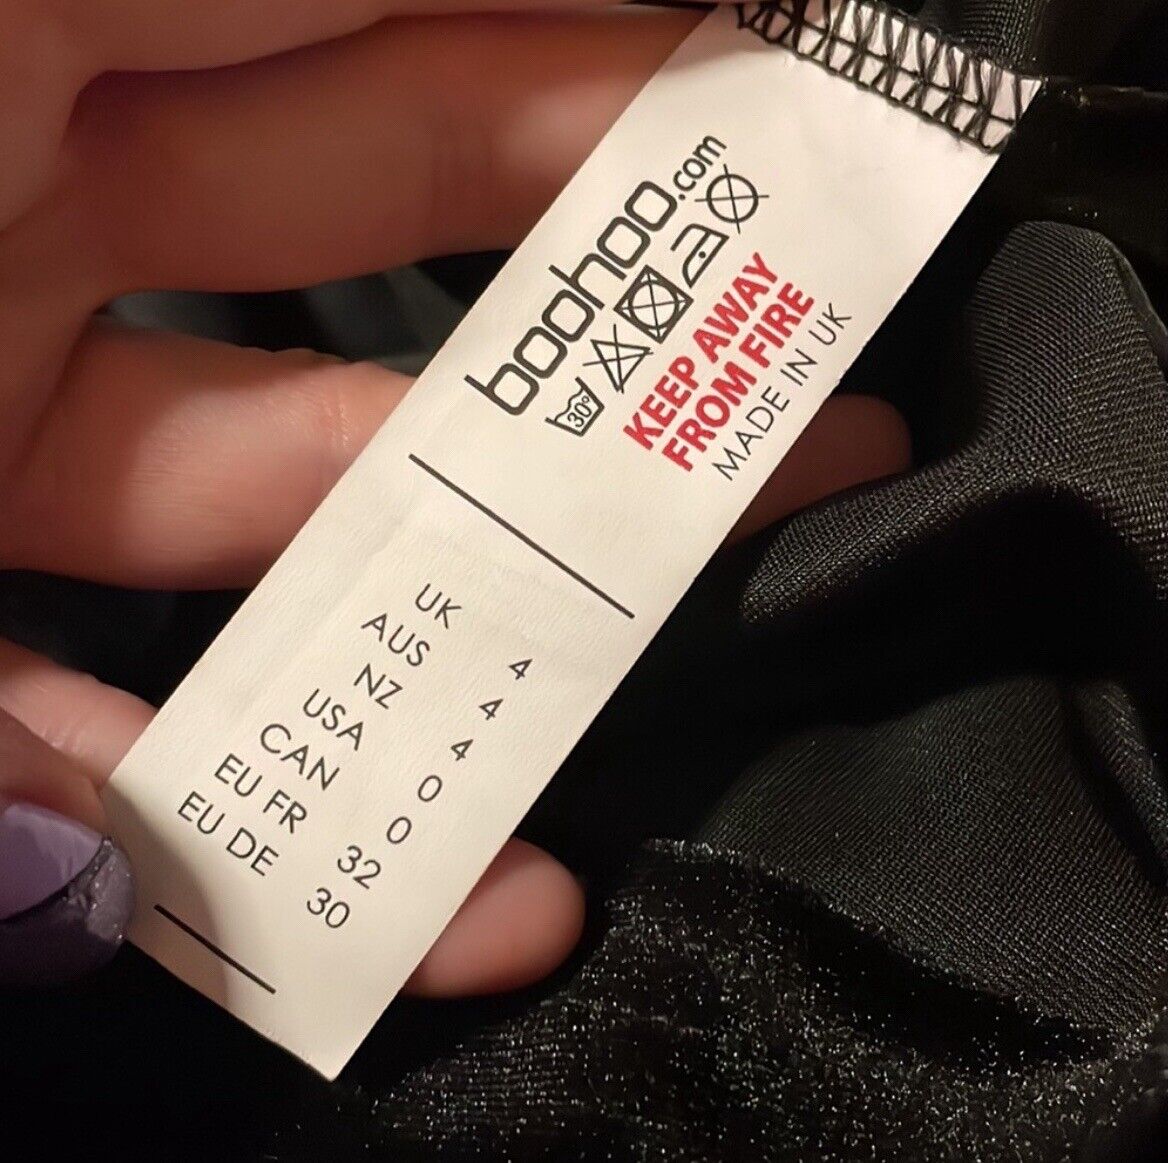 boohoo.com
30°
KEEP AWAY
FROM FIRE
MADE IN UK
UK 4
AUS 4
NZ 4
USA 0
CAN 0
EU FR 32
EU DE 30